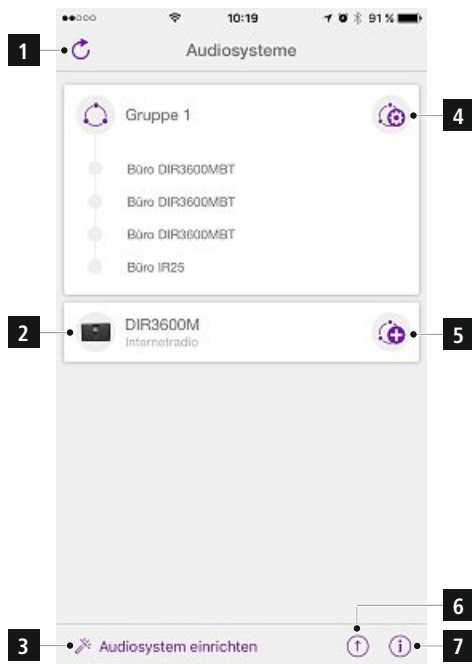 10:19
91 %
1
Audiosysteme
Gruppe 1
4
Büro DIR3600MBT
Büro DIR3600MBT
Büro DIR3600MBT
Büro IR25
2
DIR3600M
Internetradio
5
6
3
Audiosystem einrichten
7